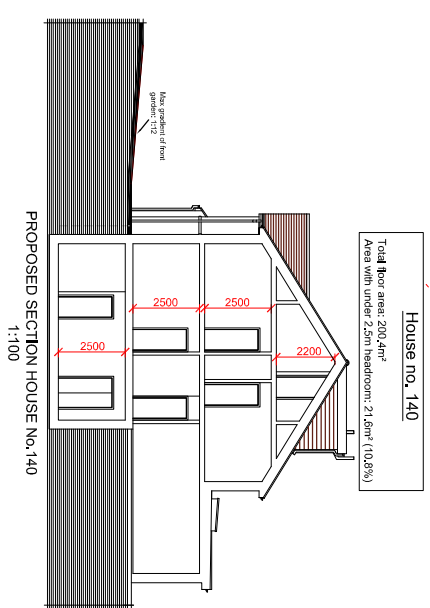 House no. 140
Total floor area: 200.4m²
Area with under 2.5m headroom: 21.6m² (10.8%)
Max gradient of front
garden: 1:12
2200
2500
2500
2500
PROPOSED SECTION HOUSE No.140
1:100